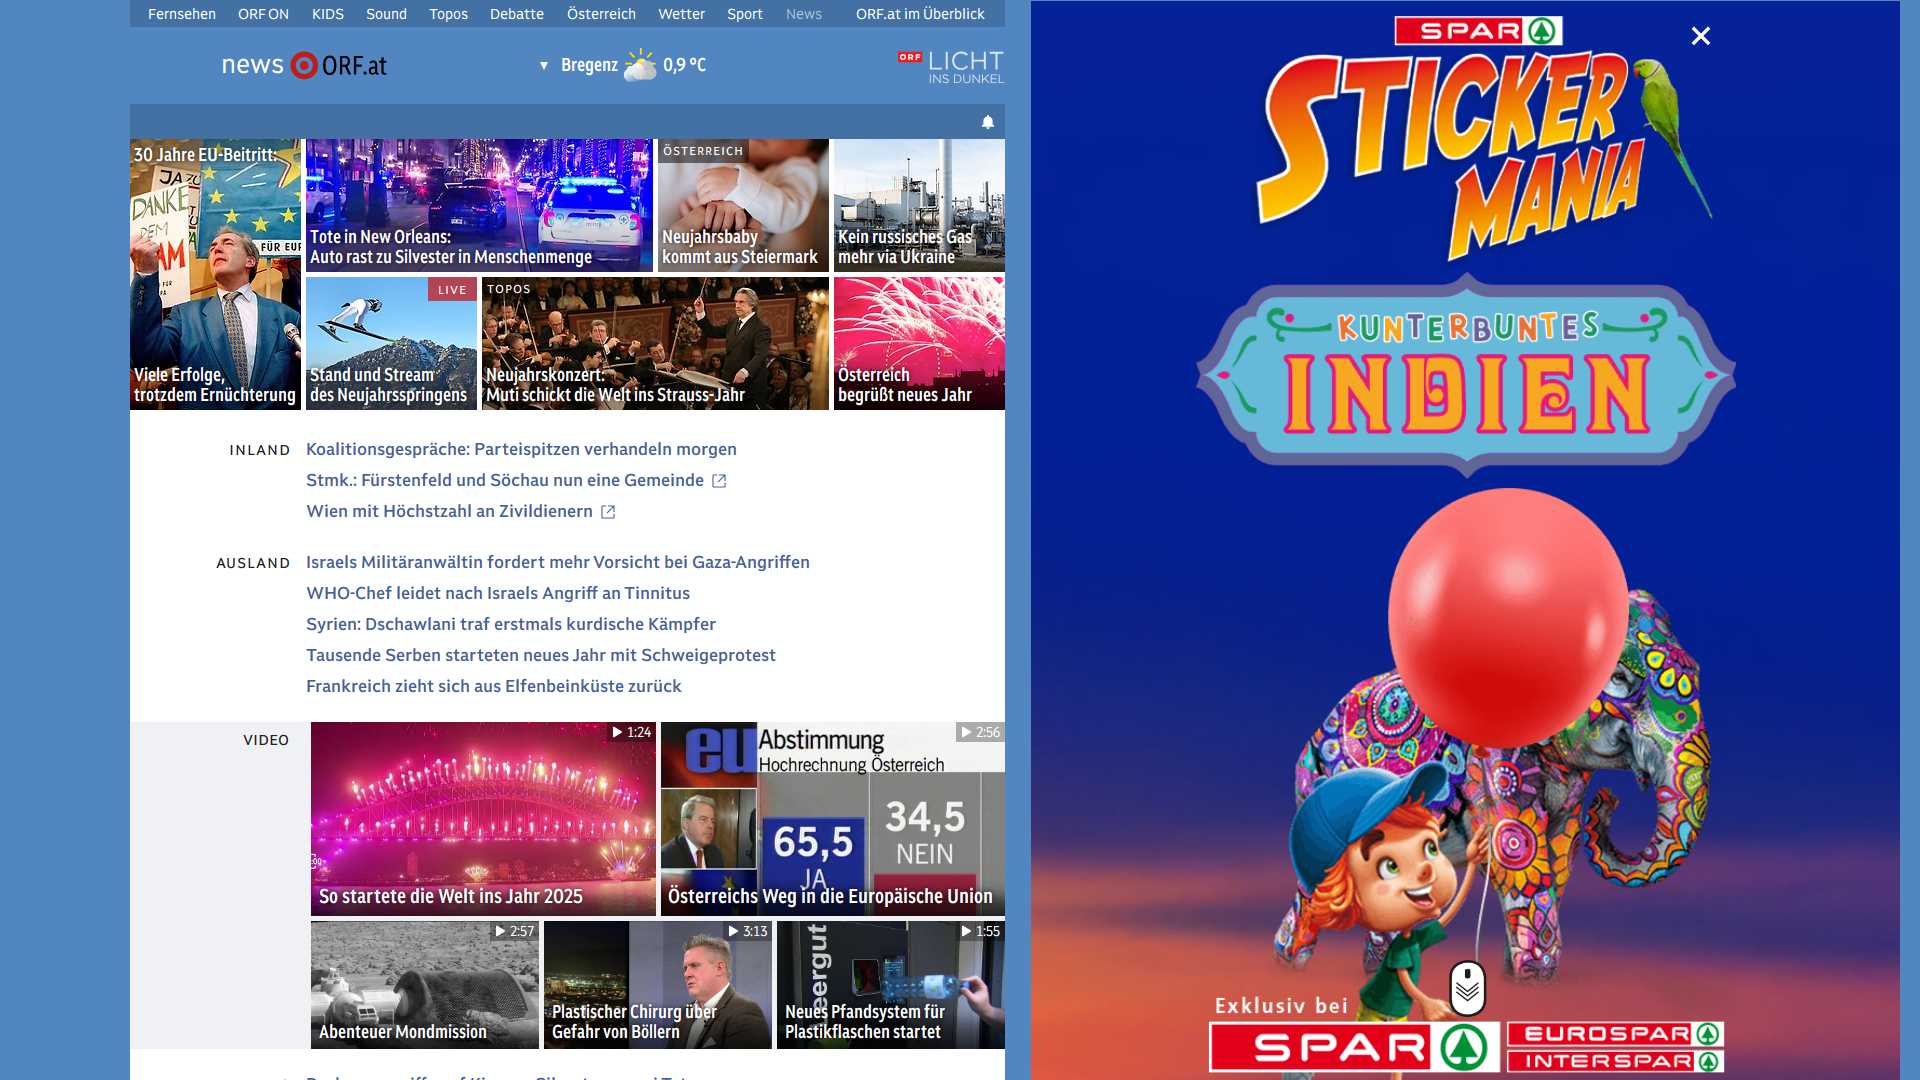 Fernsehen ORF ON KIDS Sound Topos Debatte Österreich Wetter Sport News ORF.at im Überblick
news ORF.at
▼ Bregenz 0,9 °C
ORF LICHT
INS DUNKEL
30 Jahre EU-Beitritt:
DANKE
DEM
FÜR EUR
Viele Erfolge,
trotzdem Ernüchterung
Tote in New Orleans:
Auto rast zu Silvester in Menschenmenge
ÖSTERREICH
Neujahrsbaby
kommt aus Steiermark
Kein russisches Gas
mehr via Ukraine
LIVE
Stand und Stream
des Neujahrsspringens
TOPOS
Neujahrskonzert:
Muti schickt die Welt ins Strauss-Jahr
Österreich
begrüßt neues Jahr
INLAND
Koalitionsgespräche: Parteispitzen verhandeln morgen
Stmk.: Fürstenfeld und Söchau nun eine Gemeinde
Wien mit Höchstzahl an Zivildienern
AUSLAND
Israels Militäranwältin fordert mehr Vorsicht bei Gaza-Angriffen
WHO-Chef leidet nach Israels Angriff an Tinnitus
Syrien: Dschawlani traf erstmals kurdische Kämpfer
Tausende Serben starteten neues Jahr mit Schweigeprotest
Frankreich zieht sich aus Elfenbeinküste zurück
VIDEO
1:24
So startete die Welt ins Jahr 2025
2:56
eu Abstimmung
Hochrechnung Österreich
65,5
JA
34,5
NEIN
Österreichs Weg in die Europäische Union
2:57
Abenteuer Mondmission
3:13
Plastischer Chirurg über
Gefahr von Böllern
1:55
eergut
Neues Pfandsystem für
Plastikflaschen startet
SPAR
STICKER
MANIA
KUNTERBUNTES
INDIEN
Exklusiv bei
SPAR
EUROSPAR
INTERSPAR